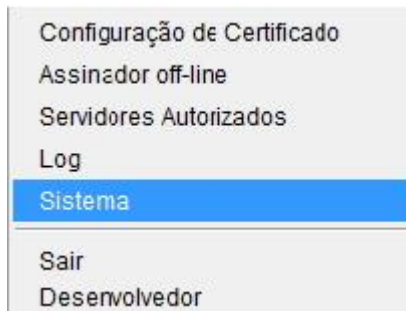 Configuração de Certificado
Assinador off-line
Servidores Autorizados
Log
Sistema
Sair
Desenvolvedor